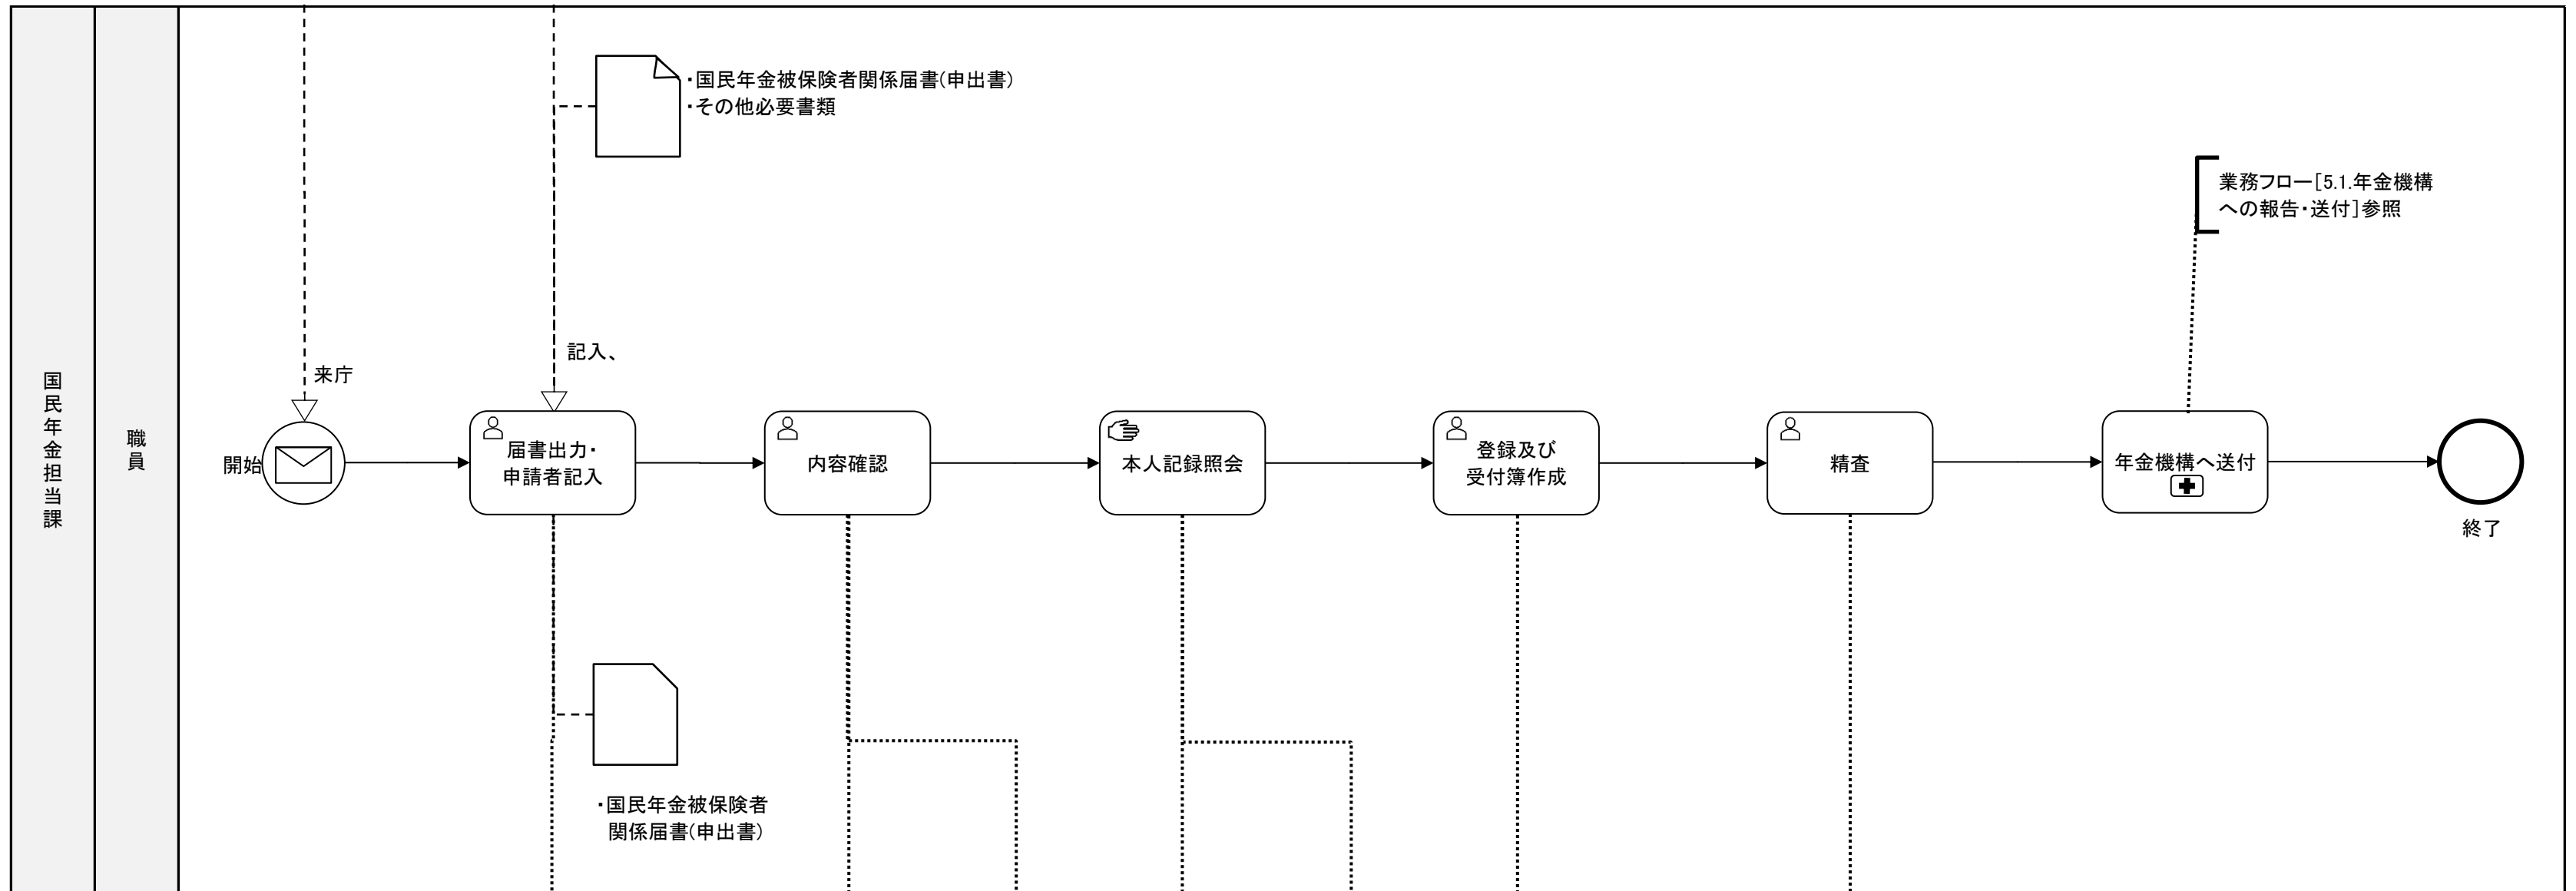 国民年金担当課
職員
・国民年金被保険者関係届書(申出書)
・その他必要書類
業務フロー[5.1.年金機構
への報告・送付]参照
記入、
来庁
開始
届書出力・
申請者記入
内容確認
本人記録照会
登録及び
受付簿作成
精査
年金機構へ送付
終了
・国民年金被保険者
関係届書(申出書)